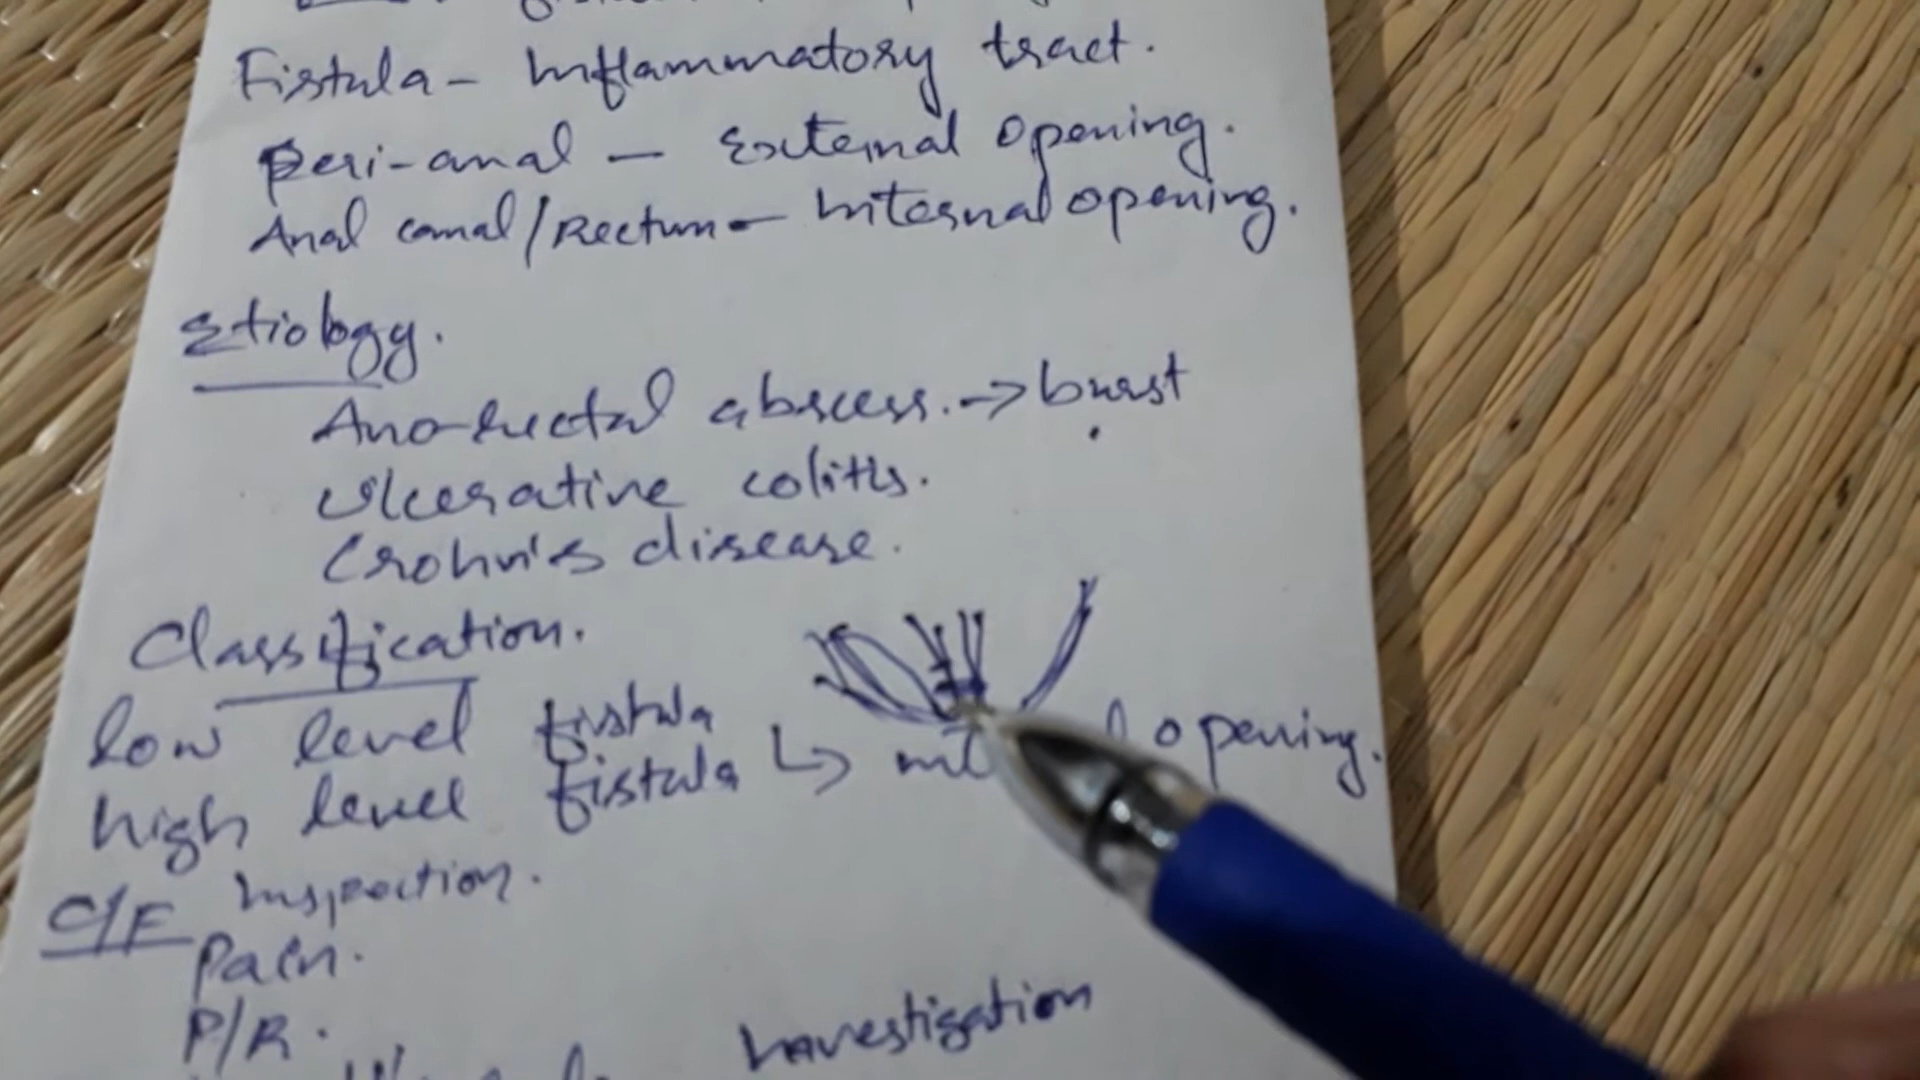 Fistula - Inflammatory tract.
Peri-anal - External Opening.
Anal canal/Rectum - Internal opening.
Etiology.
Ano-rectal abscess. -> burst
Ulcerative colitis.
Crohn's disease.
Classification.
low level fistula
high level fistula ↳ opening.
C/F Inspection.
Pain.
P/R.
Investigation